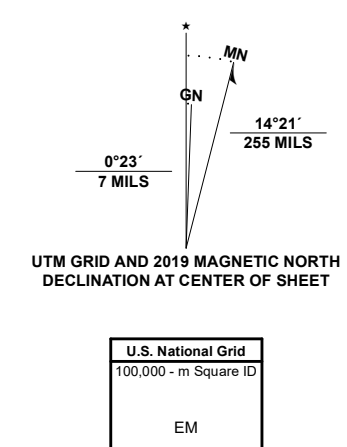 ★
MN
GN
14°21´
255 MILS
0°23´
7 MILS
UTM GRID AND 2019 MAGNETIC NORTH
DECLINATION AT CENTER OF SHEET
U.S. National Grid
100,000 - m Square ID
EM